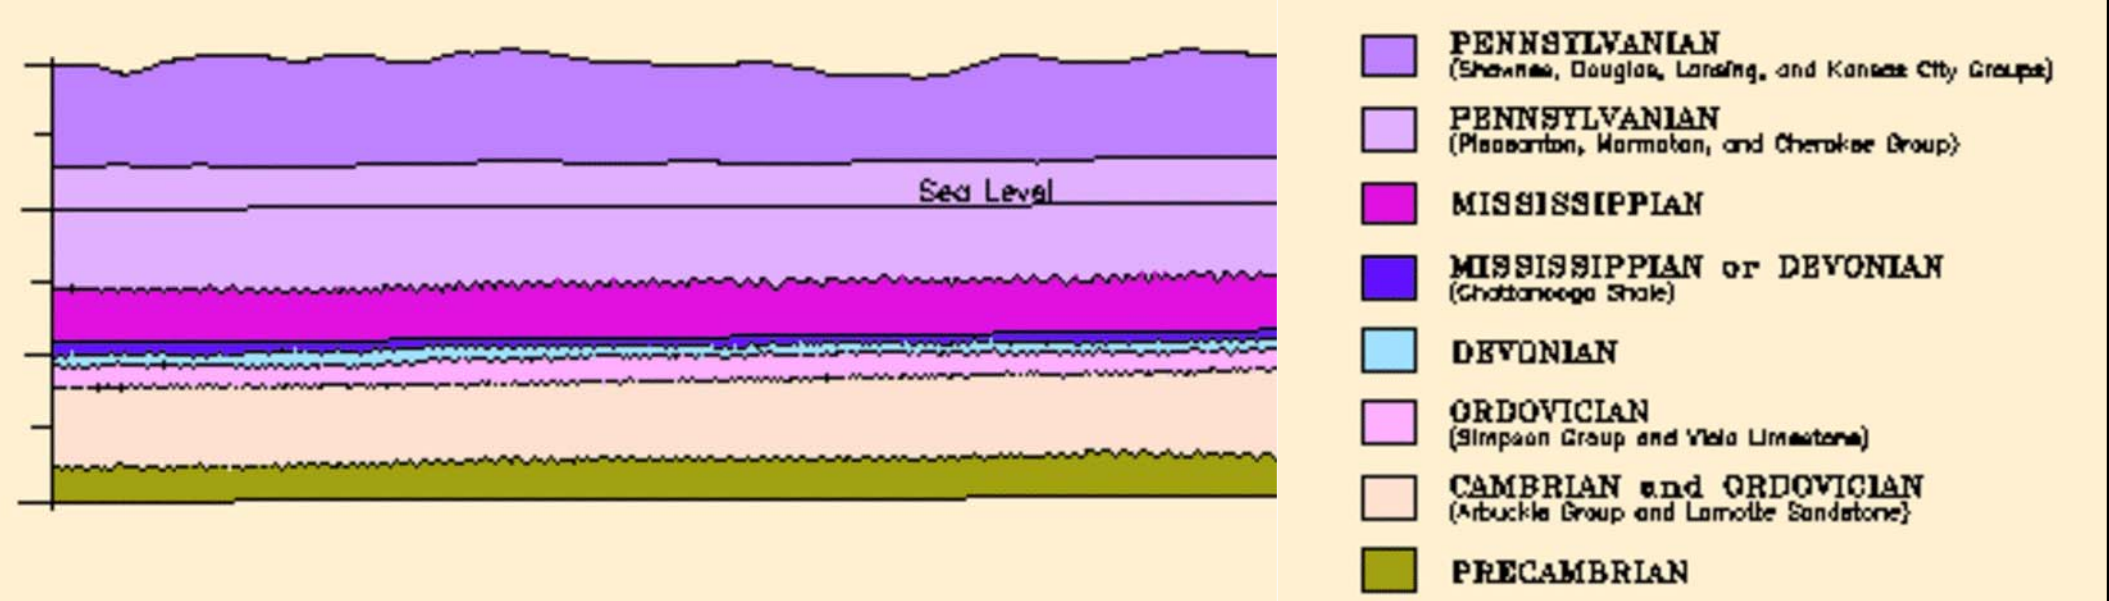 Sea Level
PENNSYLVANIAN
(Shawnee, Douglas, Lansing, and Kansas City Groups)
PENNSYLVANIAN
(Pleasanton, Marmaton, and Cherokee Group)
MISSISSIPPIAN
MISSISSIPPIAN or DEVONIAN
(Chattanooga Shale)
DEVONIAN
ORDOVICIAN
(Simpson Group and Viola Limestone)
CAMBRIAN and ORDOVICIAN
(Arbuckle Group and Lamotte Sandstone)
PRECAMBRIAN